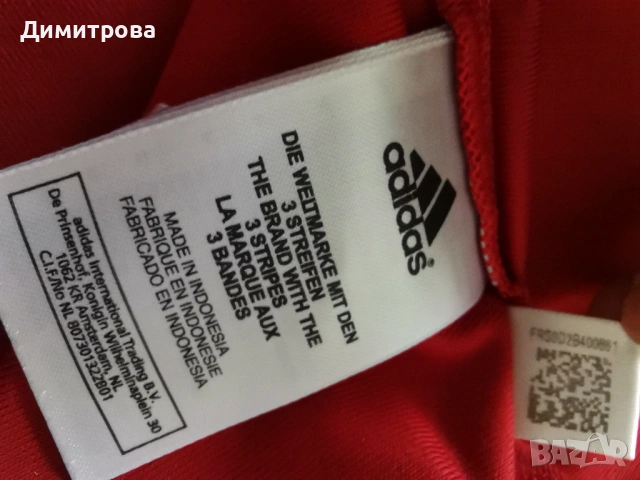 Димитрова
adidas®
DIE WELTMARKE MIT DEN
3 STREIFEN
THE BRAND WITH THE
3 STRIPES
LA MARQUE AUX
3 BANDES
MADE IN INDONESIA
FABRIQUE EN INDONESIE
FABRICADO EN INDONESIA
adidas International Trading B.V.
De Prinsenhof, Konigin Wilhelminaplein 30
1062 KR Amsterdam, NL
C.I.F/No NL 807301322B01
BAZAR